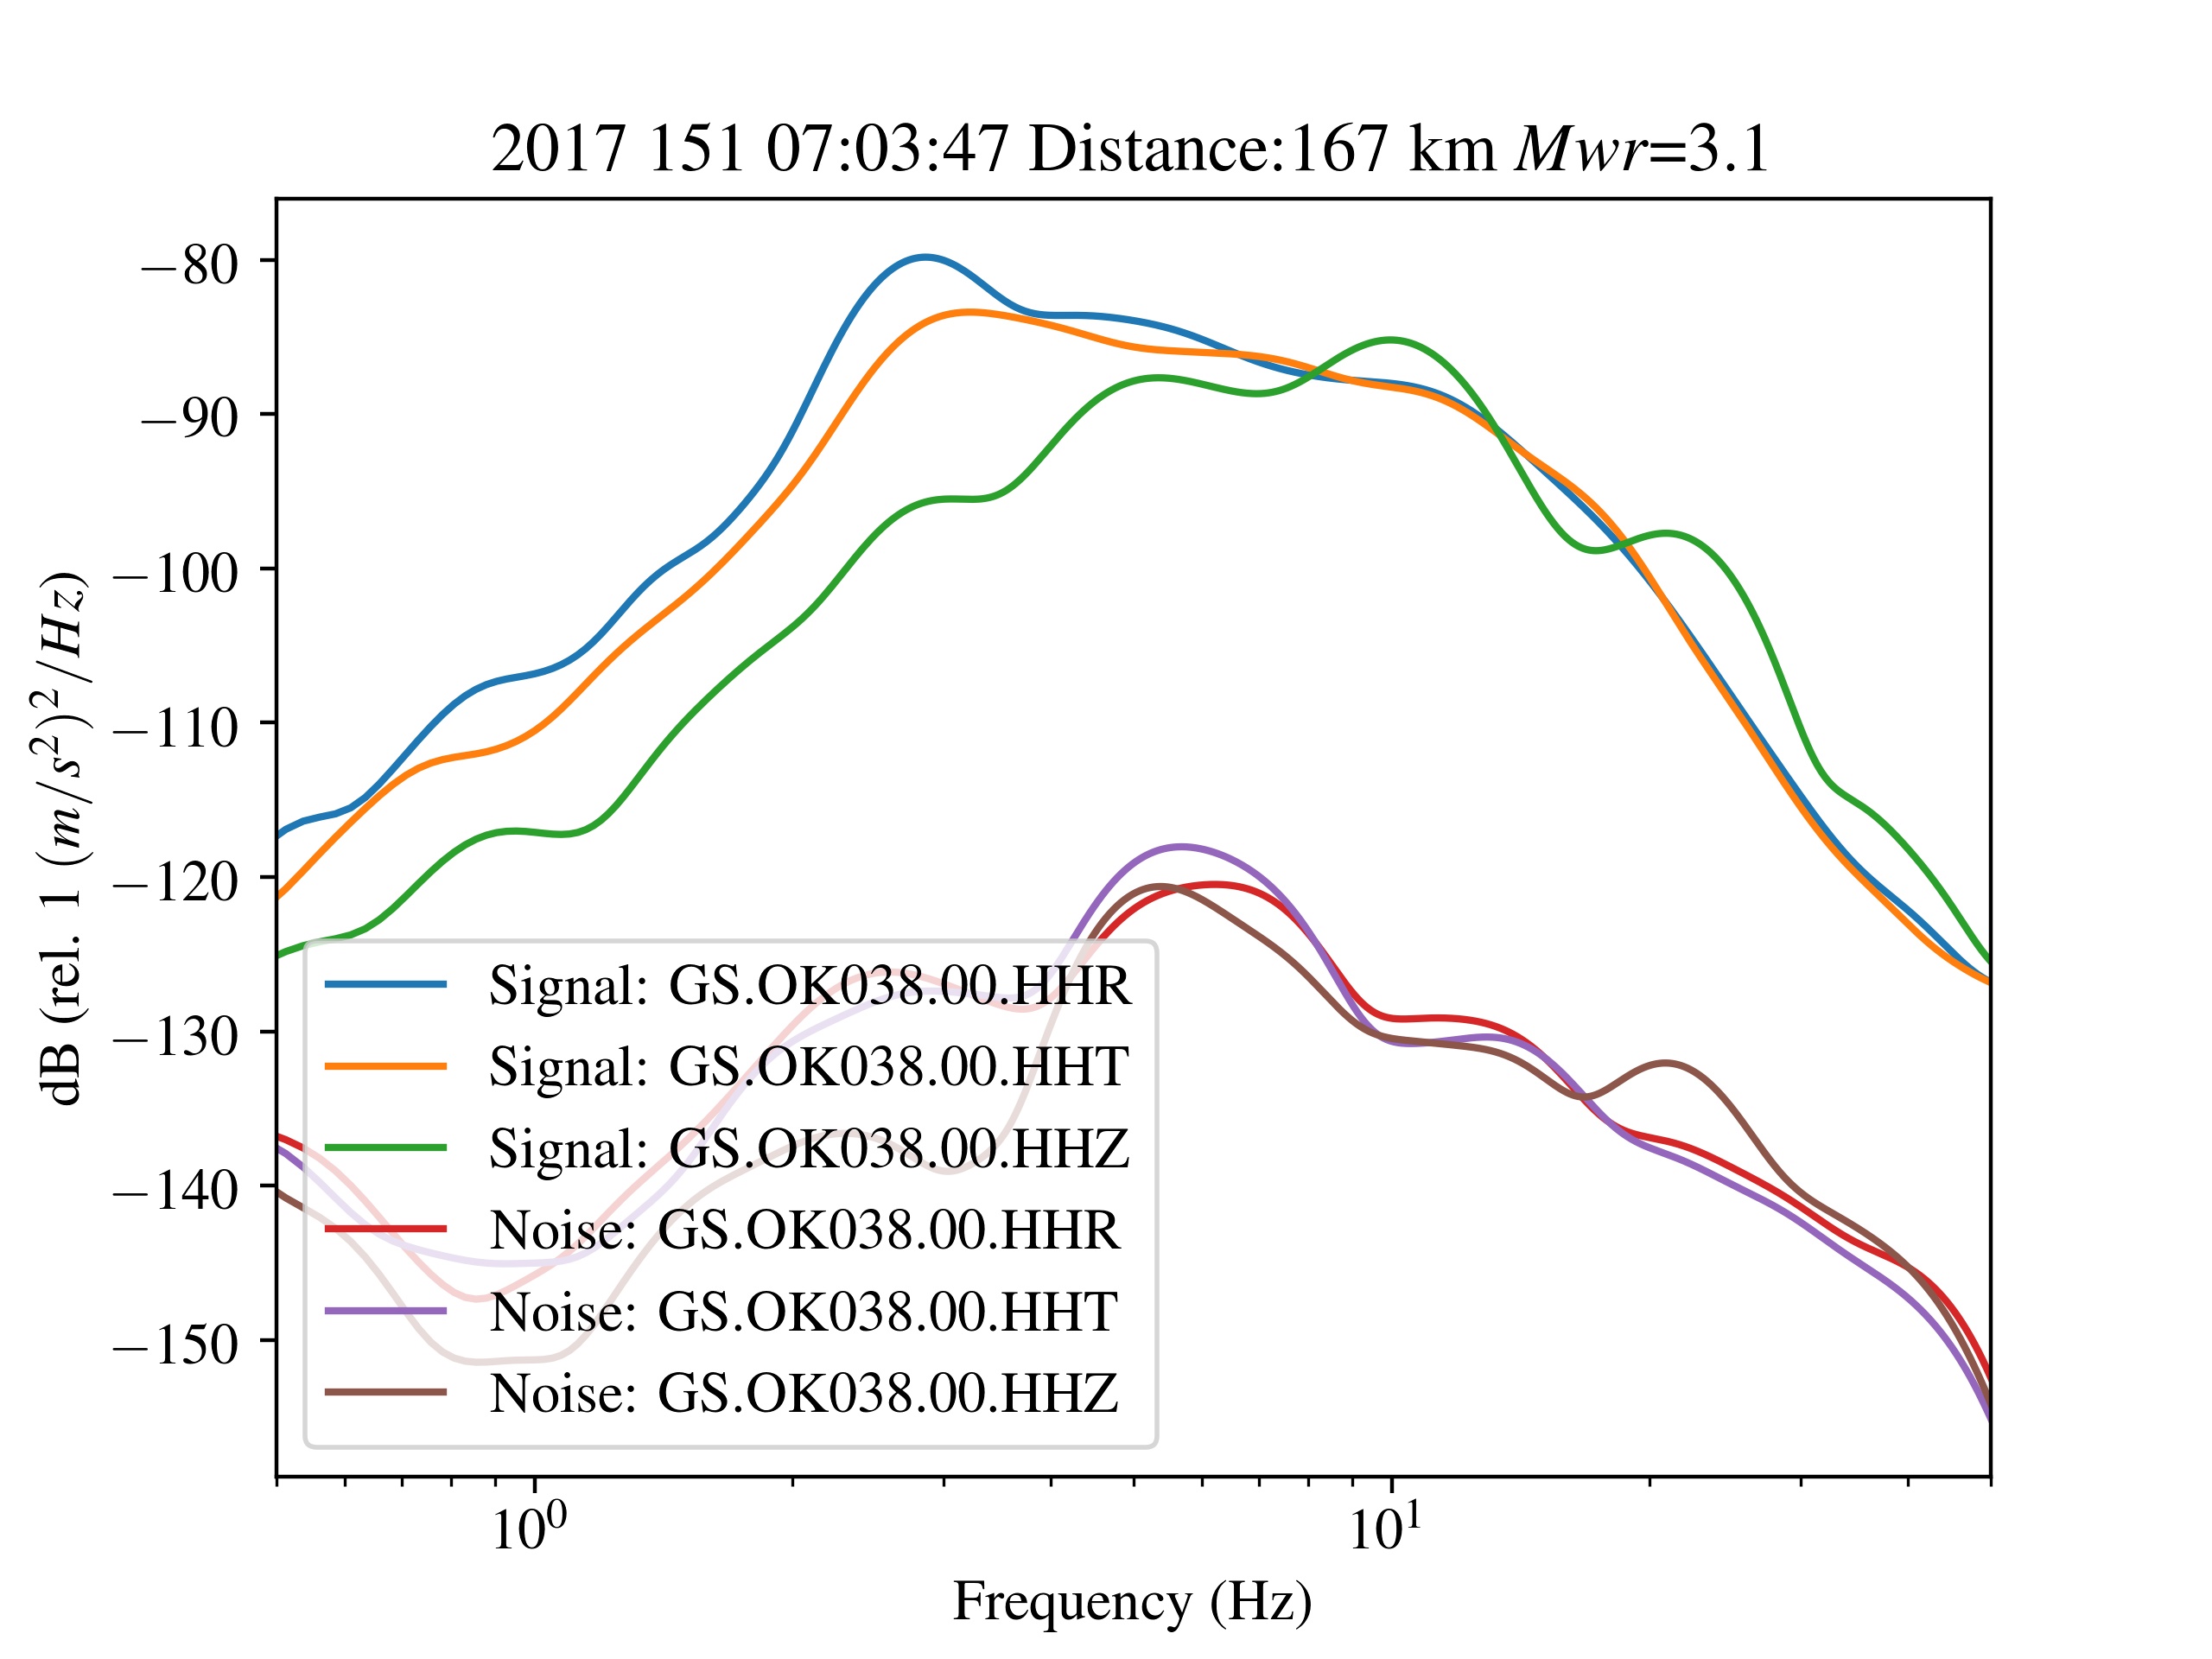 2017 151 07:03:47 Distance:167 km Mwr=3.1
dB (rel. 1 (m/s²)²/Hz)
−80
−90
−100
−110
−120
−130
−140
−150
Signal: GS.OK038.00.HHR
Signal: GS.OK038.00.HHT
Signal: GS.OK038.00.HHZ
Noise: GS.OK038.00.HHR
Noise: GS.OK038.00.HHT
Noise: GS.OK038.00.HHZ
10⁰ 10¹
Frequency (Hz)